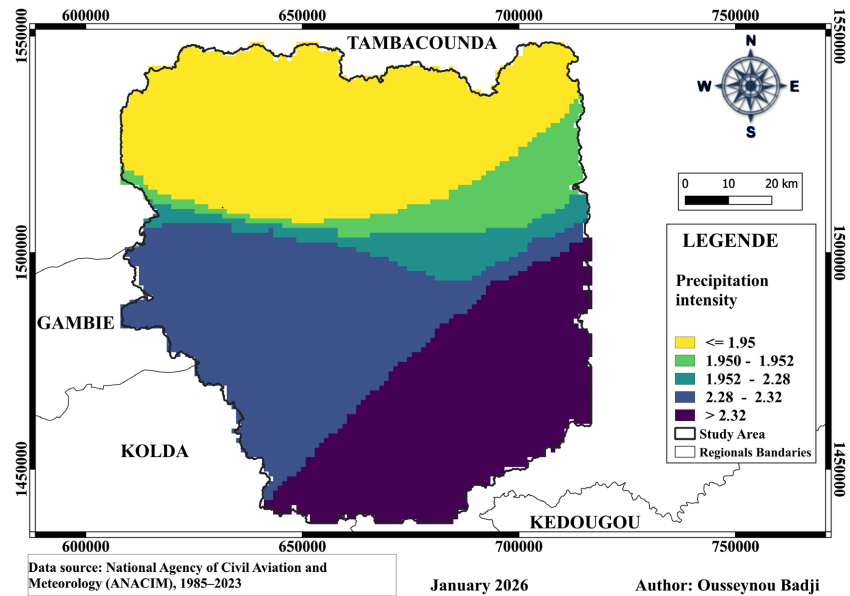 600000 650000 700000 750000
1550000
1550000
TAMBACOUNDA
N
W E
S
0 10 20 km
LEGENDE
Precipitation
intensity
<= 1.95
1.950 - 1.952
1.952 - 2.28
2.28 - 2.32
> 2.32
Study Area
Regionals Bandaries
1500000
1500000
GAMBIE
KOLDA
1450000
1450000
KEDOUGOU
600000 650000 700000 750000
Data source: National Agency of Civil Aviation and
Meteorology (ANACIM), 1985–2023
January 2026
Author: Ousseynou Badji